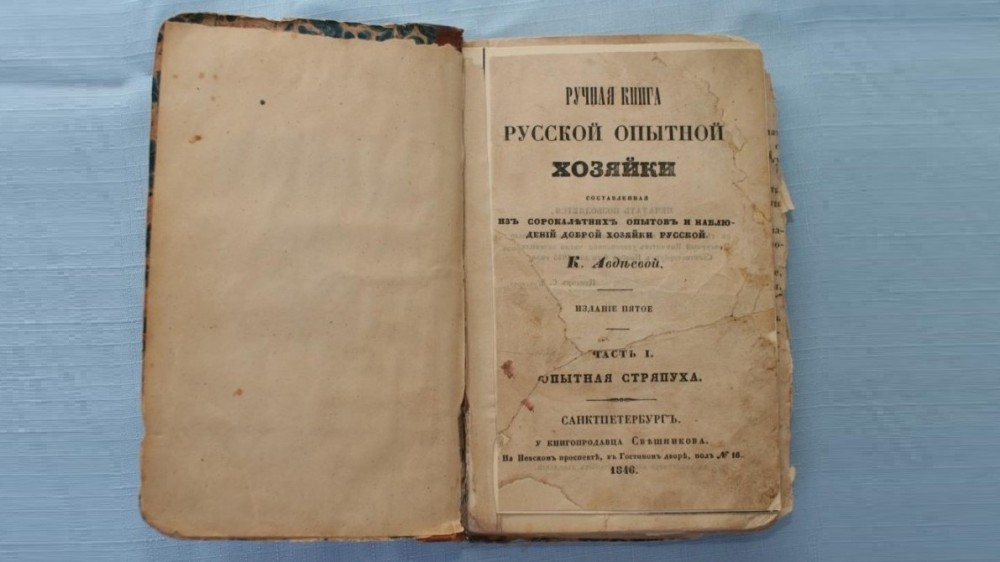 РУЧНАЯ КНИГА
РУССКОЙ ОПЫТНОЙ
ХОЗЯЙКИ
СОСТАВЛЕННАЯ
ИЗЪ СОРОКАЛѢТНИХЪ ОПЫТОВЪ И НАБЛЮ-
ДЕНІЙ ДОБРОЙ ХОЗЯЙКИ РУССКОЙ.
К. Авдѣевой.
ИЗДАНІЕ ПЯТОЕ
ЧАСТЬ I.
ОПЫТНАЯ СТРЯПУХА.
САНКТПЕТЕРБУРГЪ.
У КНИГОПРОДАВЦА СВѢШНИКОВА.
На Невскомъ проспектѣ, въ Гостиномъ дворѣ, подъ № 16.
1846.